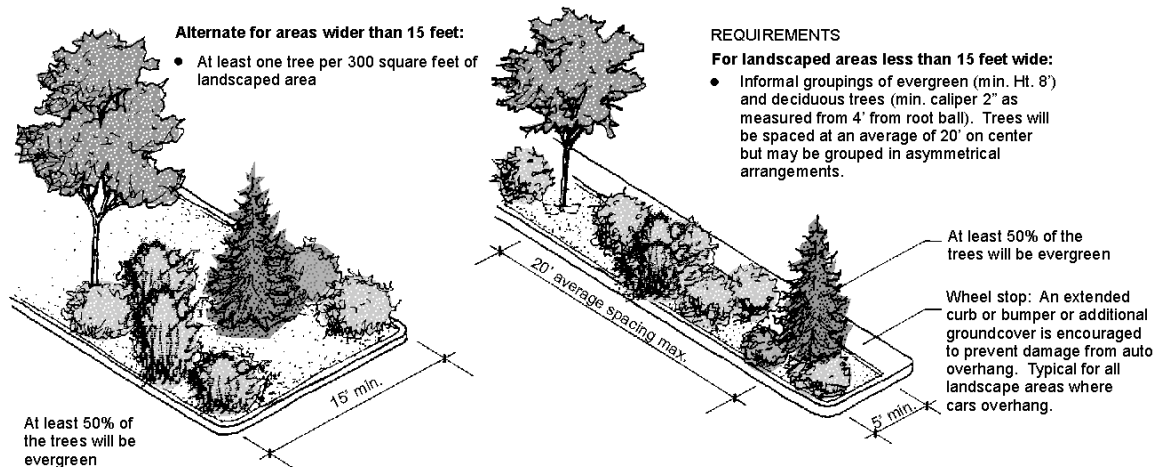 Alternate for areas wider than 15 feet:
• At least one tree per 300 square feet of
landscaped area
At least 50% of
the trees will be
evergreen
15' min.
REQUIREMENTS
For landscaped areas less than 15 feet wide:
• Informal groupings of evergreen (min. Ht. 8')
and deciduous trees (min. caliper 2" as
measured from 4' from root ball). Trees will
be spaced at an average of 20' on center
but may be grouped in asymmetrical
arrangements.
20' average spacing max.
At least 50% of the
trees will be evergreen
Wheel stop: An extended
curb or bumper or additional
groundcover is encouraged
to prevent damage from auto
overhang. Typical for all
landscape areas where
cars overhang.
5' min.